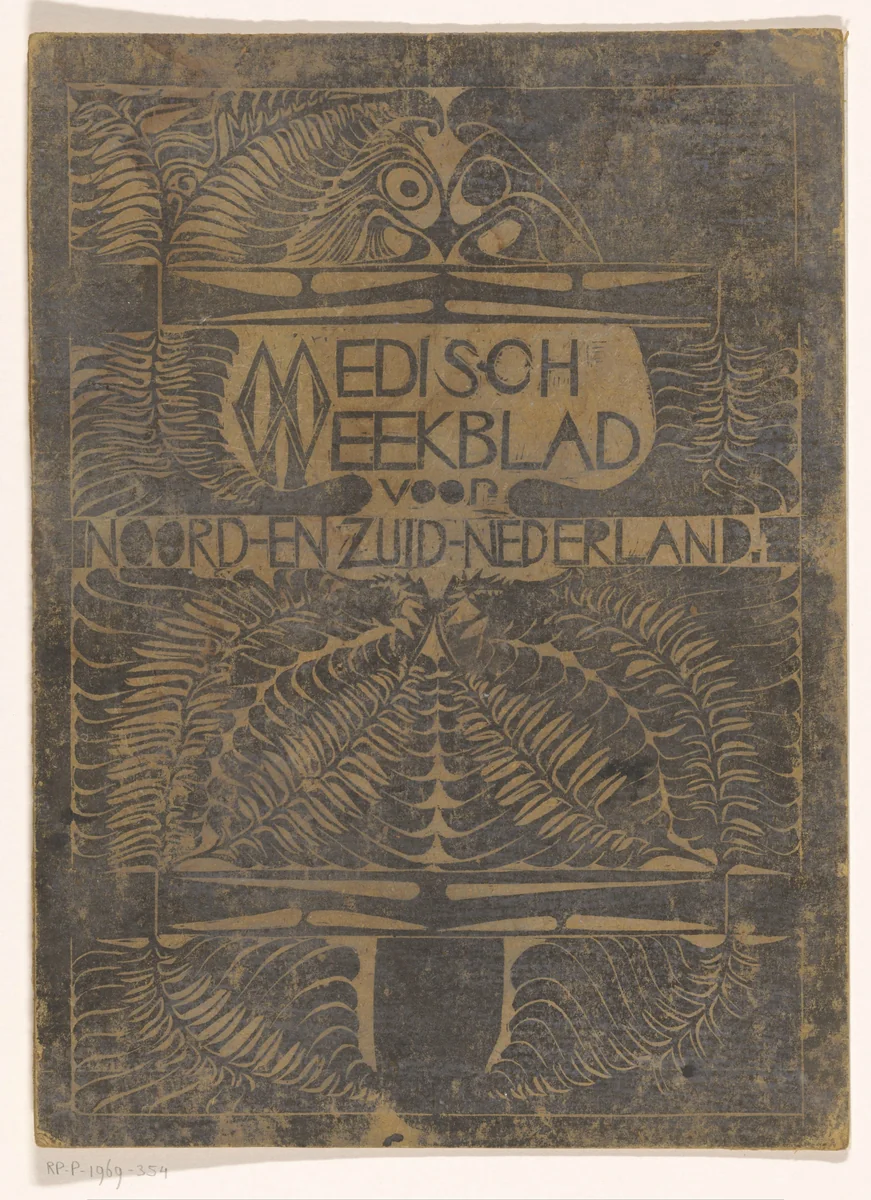 MEDISCH
WEEKBLAD
voor
NOORD-EN ZUID-NEDERLAND.
RP-P-1969-354